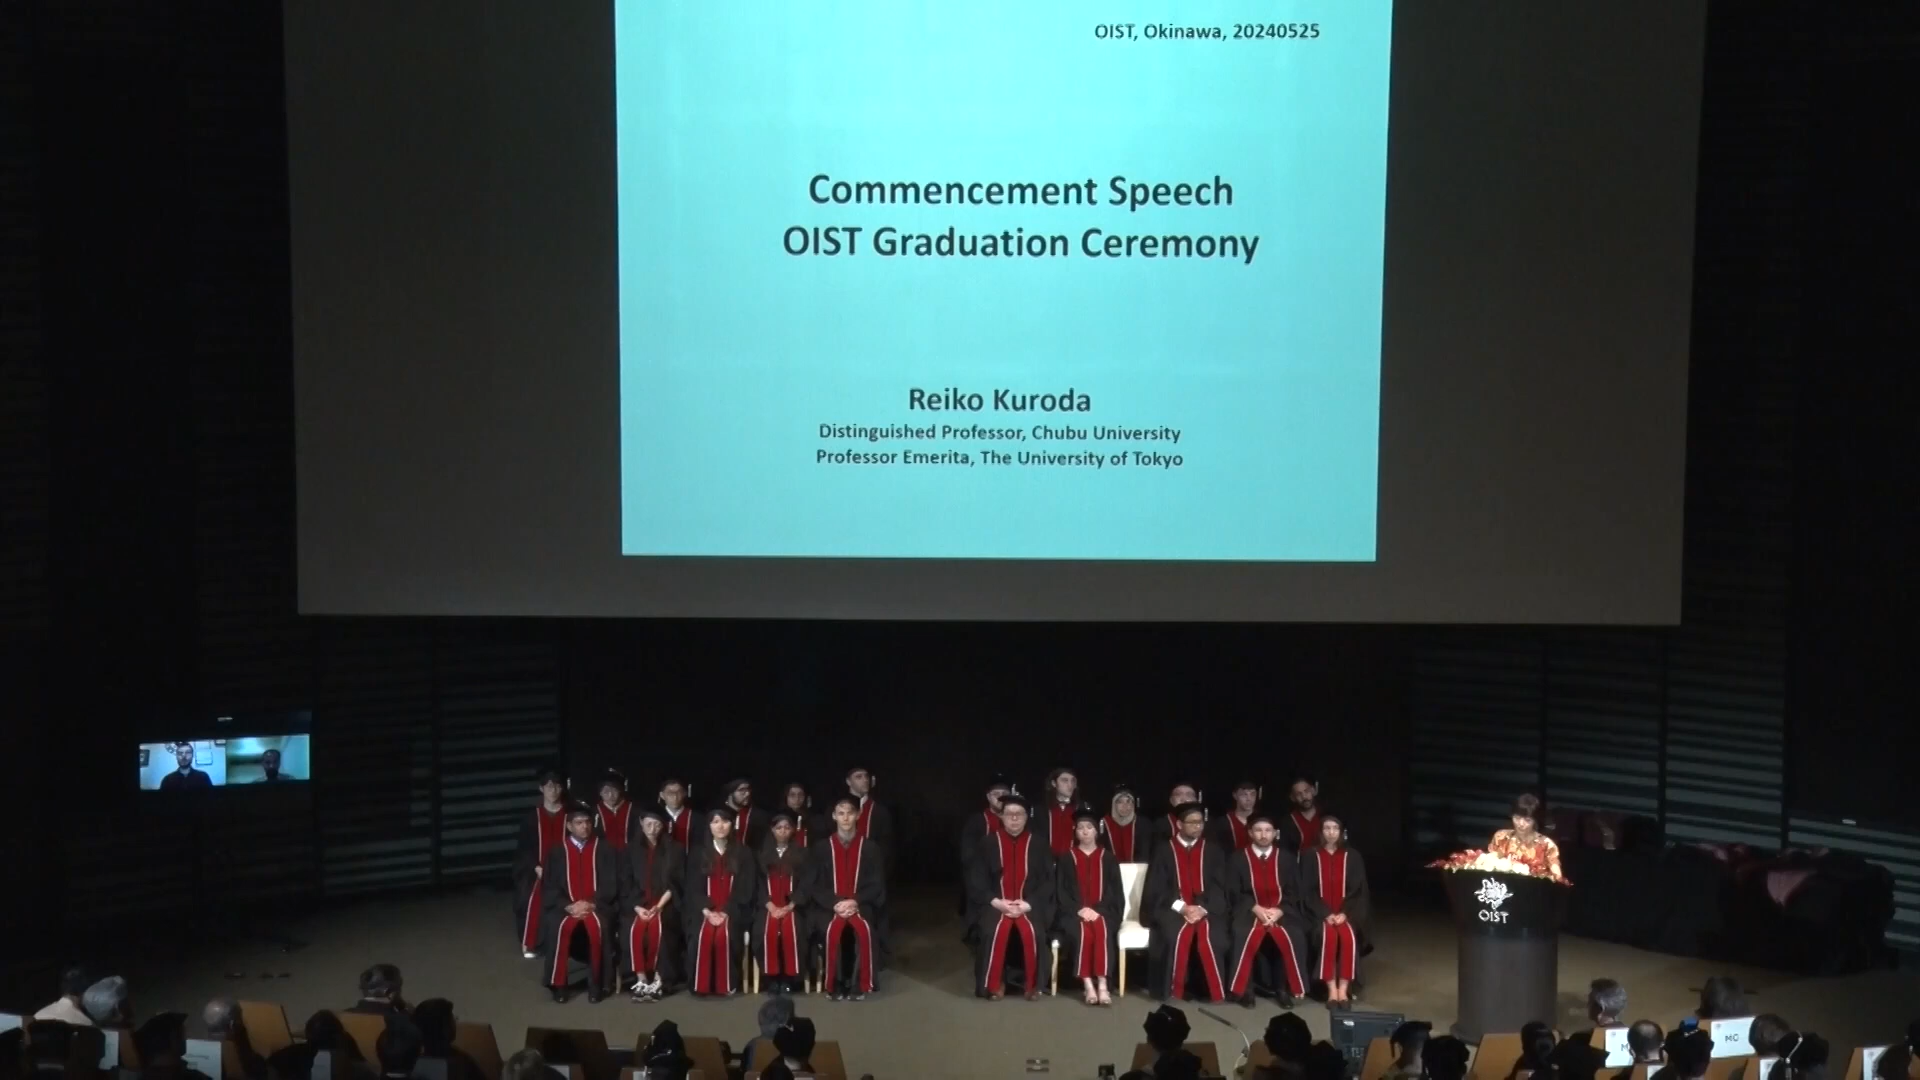 OIST, Okinawa, 20240525
Commencement Speech
OIST Graduation Ceremony
Reiko Kuroda
Distinguished Professor, Chubu University
Professor Emerita, The University of Tokyo
OIST
MC